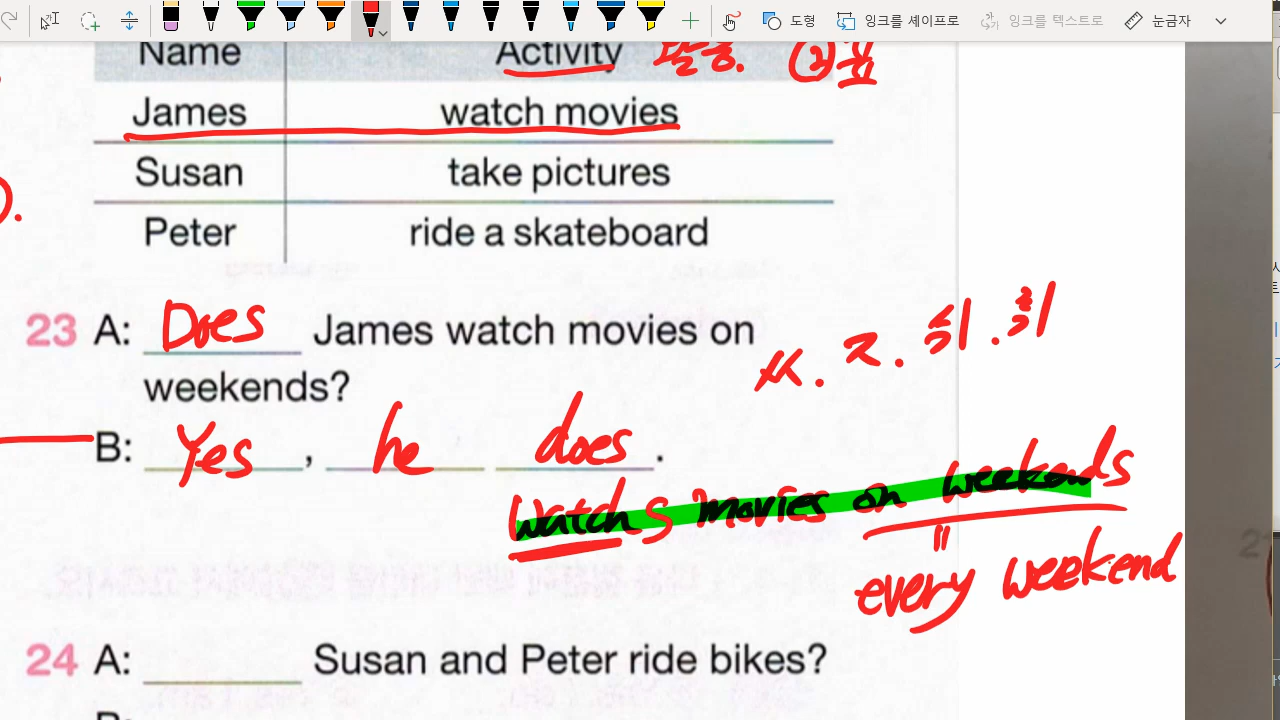 도형 잉크를 셰이프로 잉크를 텍스트로 눈금자
Name Activity 활동. ② 표
James watch movies
Susan take pictures
Peter ride a skateboard
23 A: Does James watch movies on
weekends?
B: Yes, he does.
watchs movies on weekends
=
every weekend
24 A: Susan and Peter ride bikes?